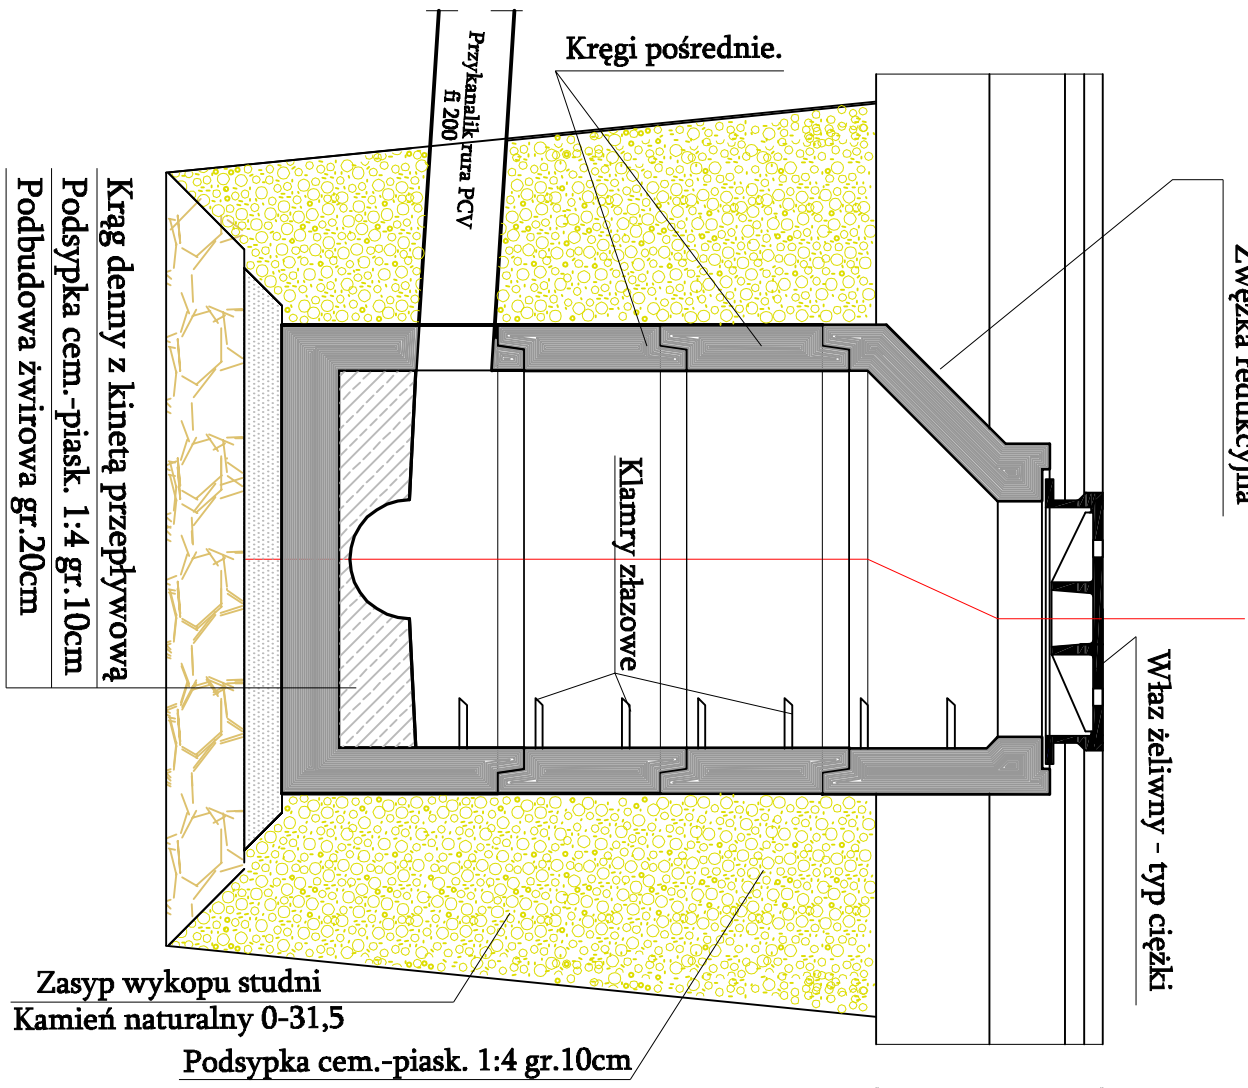 Kręgi pośrednie.
Przykanalik rura PCV
fi 200
Zwężka redukcyjna
Krąg denny z kinetą przepływową
Podsypka cem.-piask. 1:4 gr.10cm
Podbudowa żwirowa gr.20cm
Klamry złazowe
Właz żeliwny - typ ciężki
Zasyp wykopu studni
Kamień naturalny 0-31,5
Podsypka cem.-piask. 1:4 gr.10cm